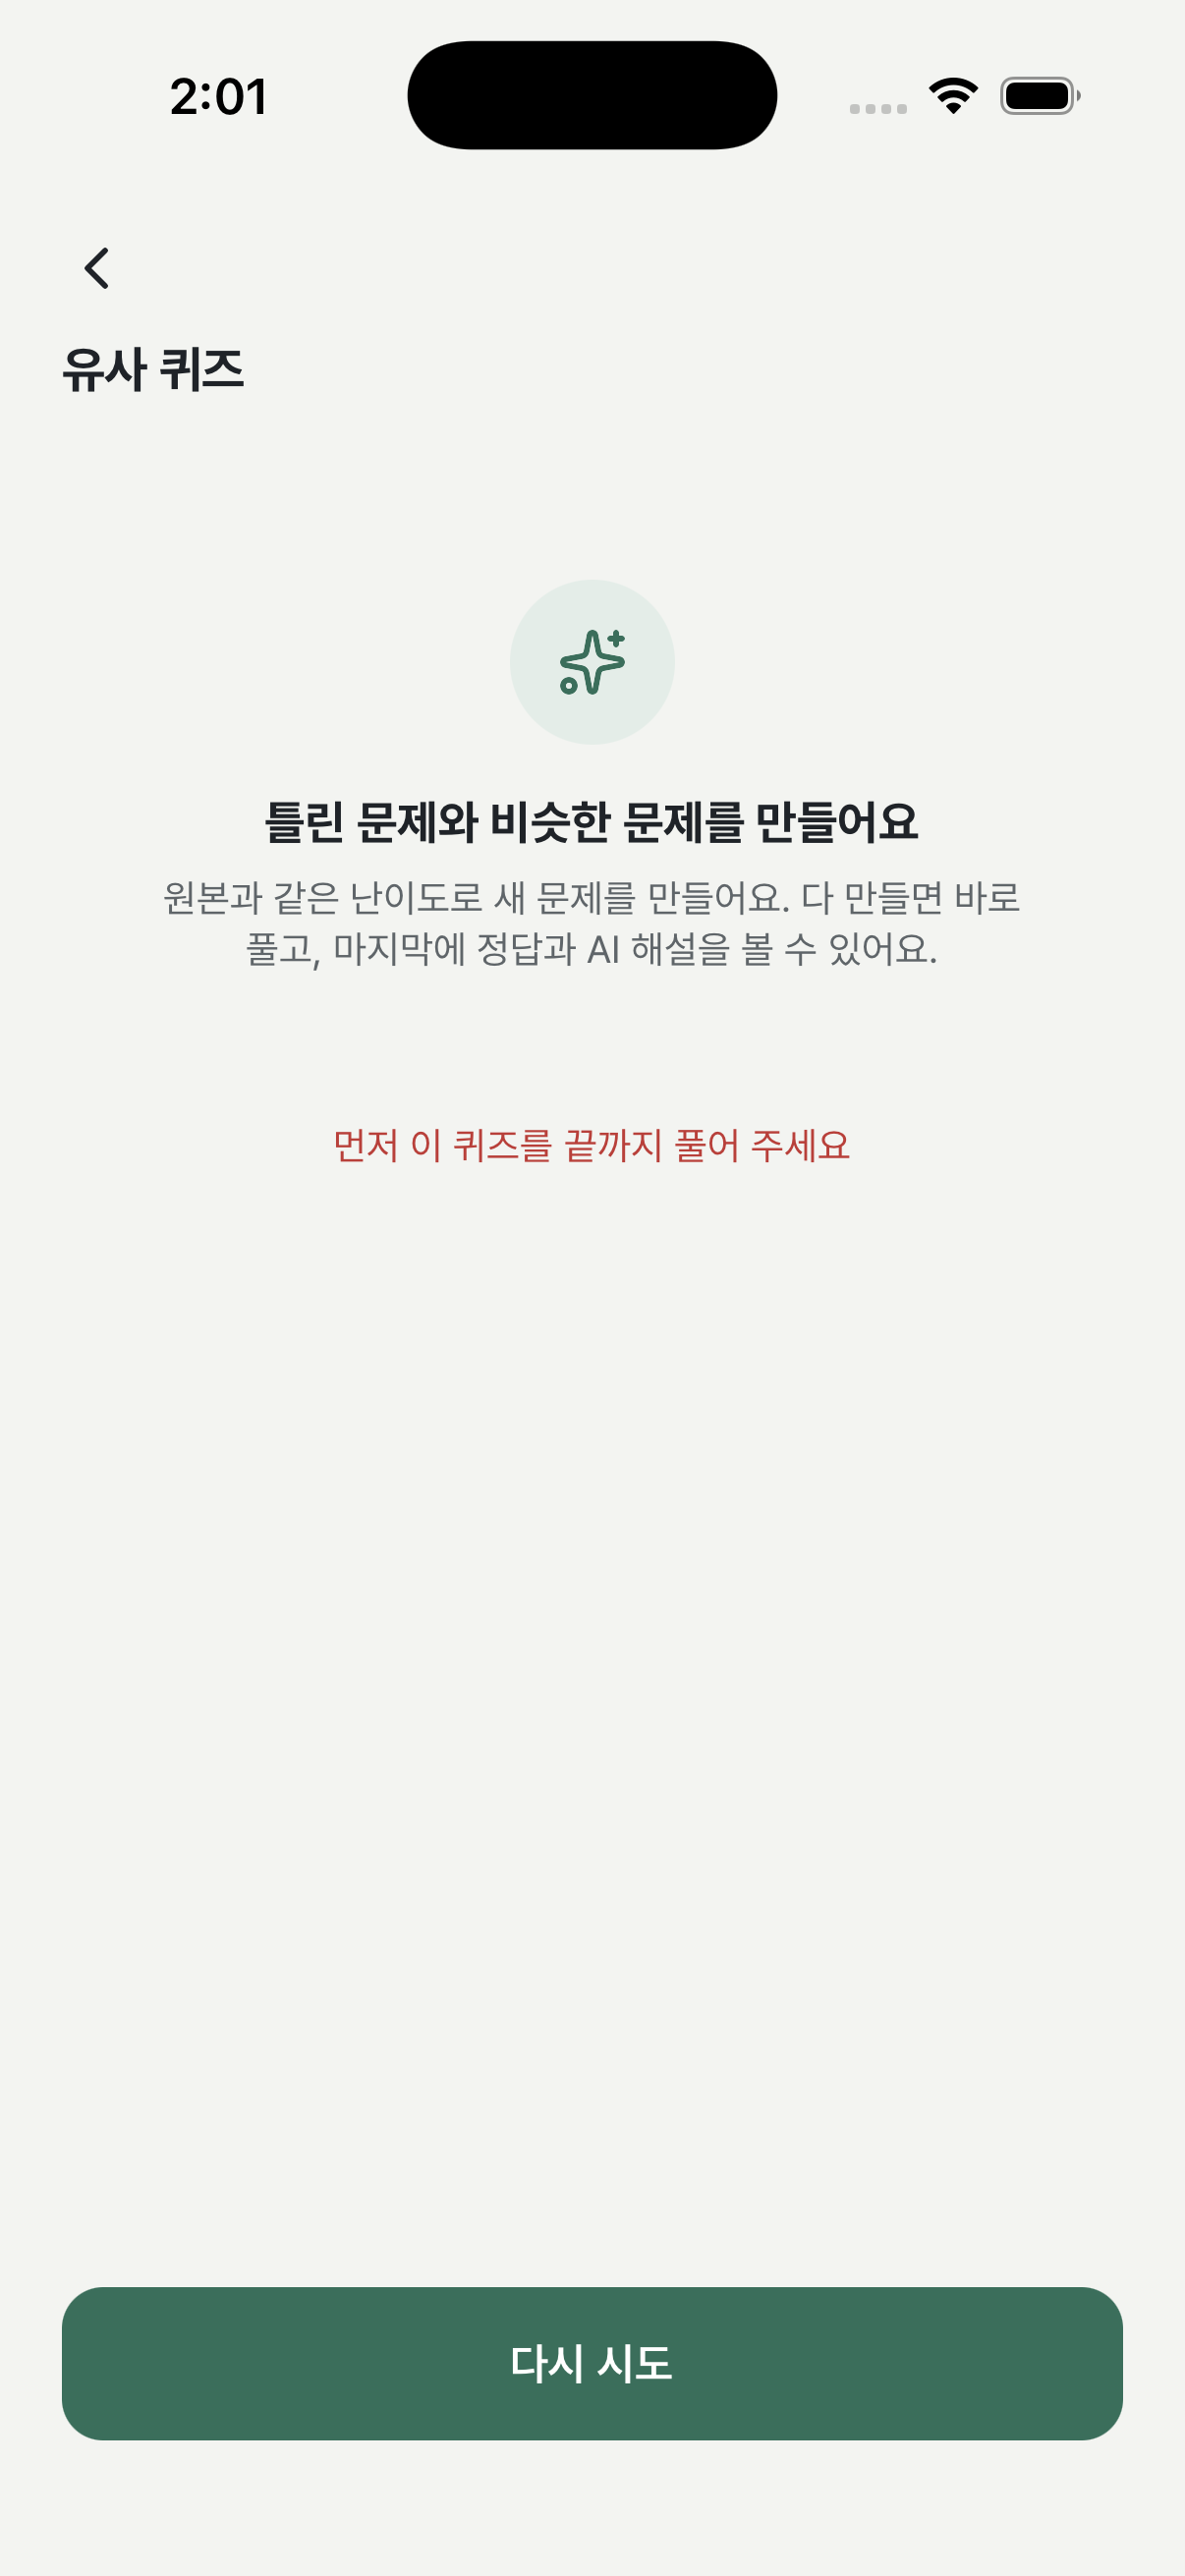 2:01
유사 퀴즈
틀린 문제와 비슷한 문제를 만들어요
원본과 같은 난이도로 새 문제를 만들어요. 다 만들면 바로
풀고, 마지막에 정답과 AI 해설을 볼 수 있어요.
먼저 이 퀴즈를 끝까지 풀어 주세요
다시 시도